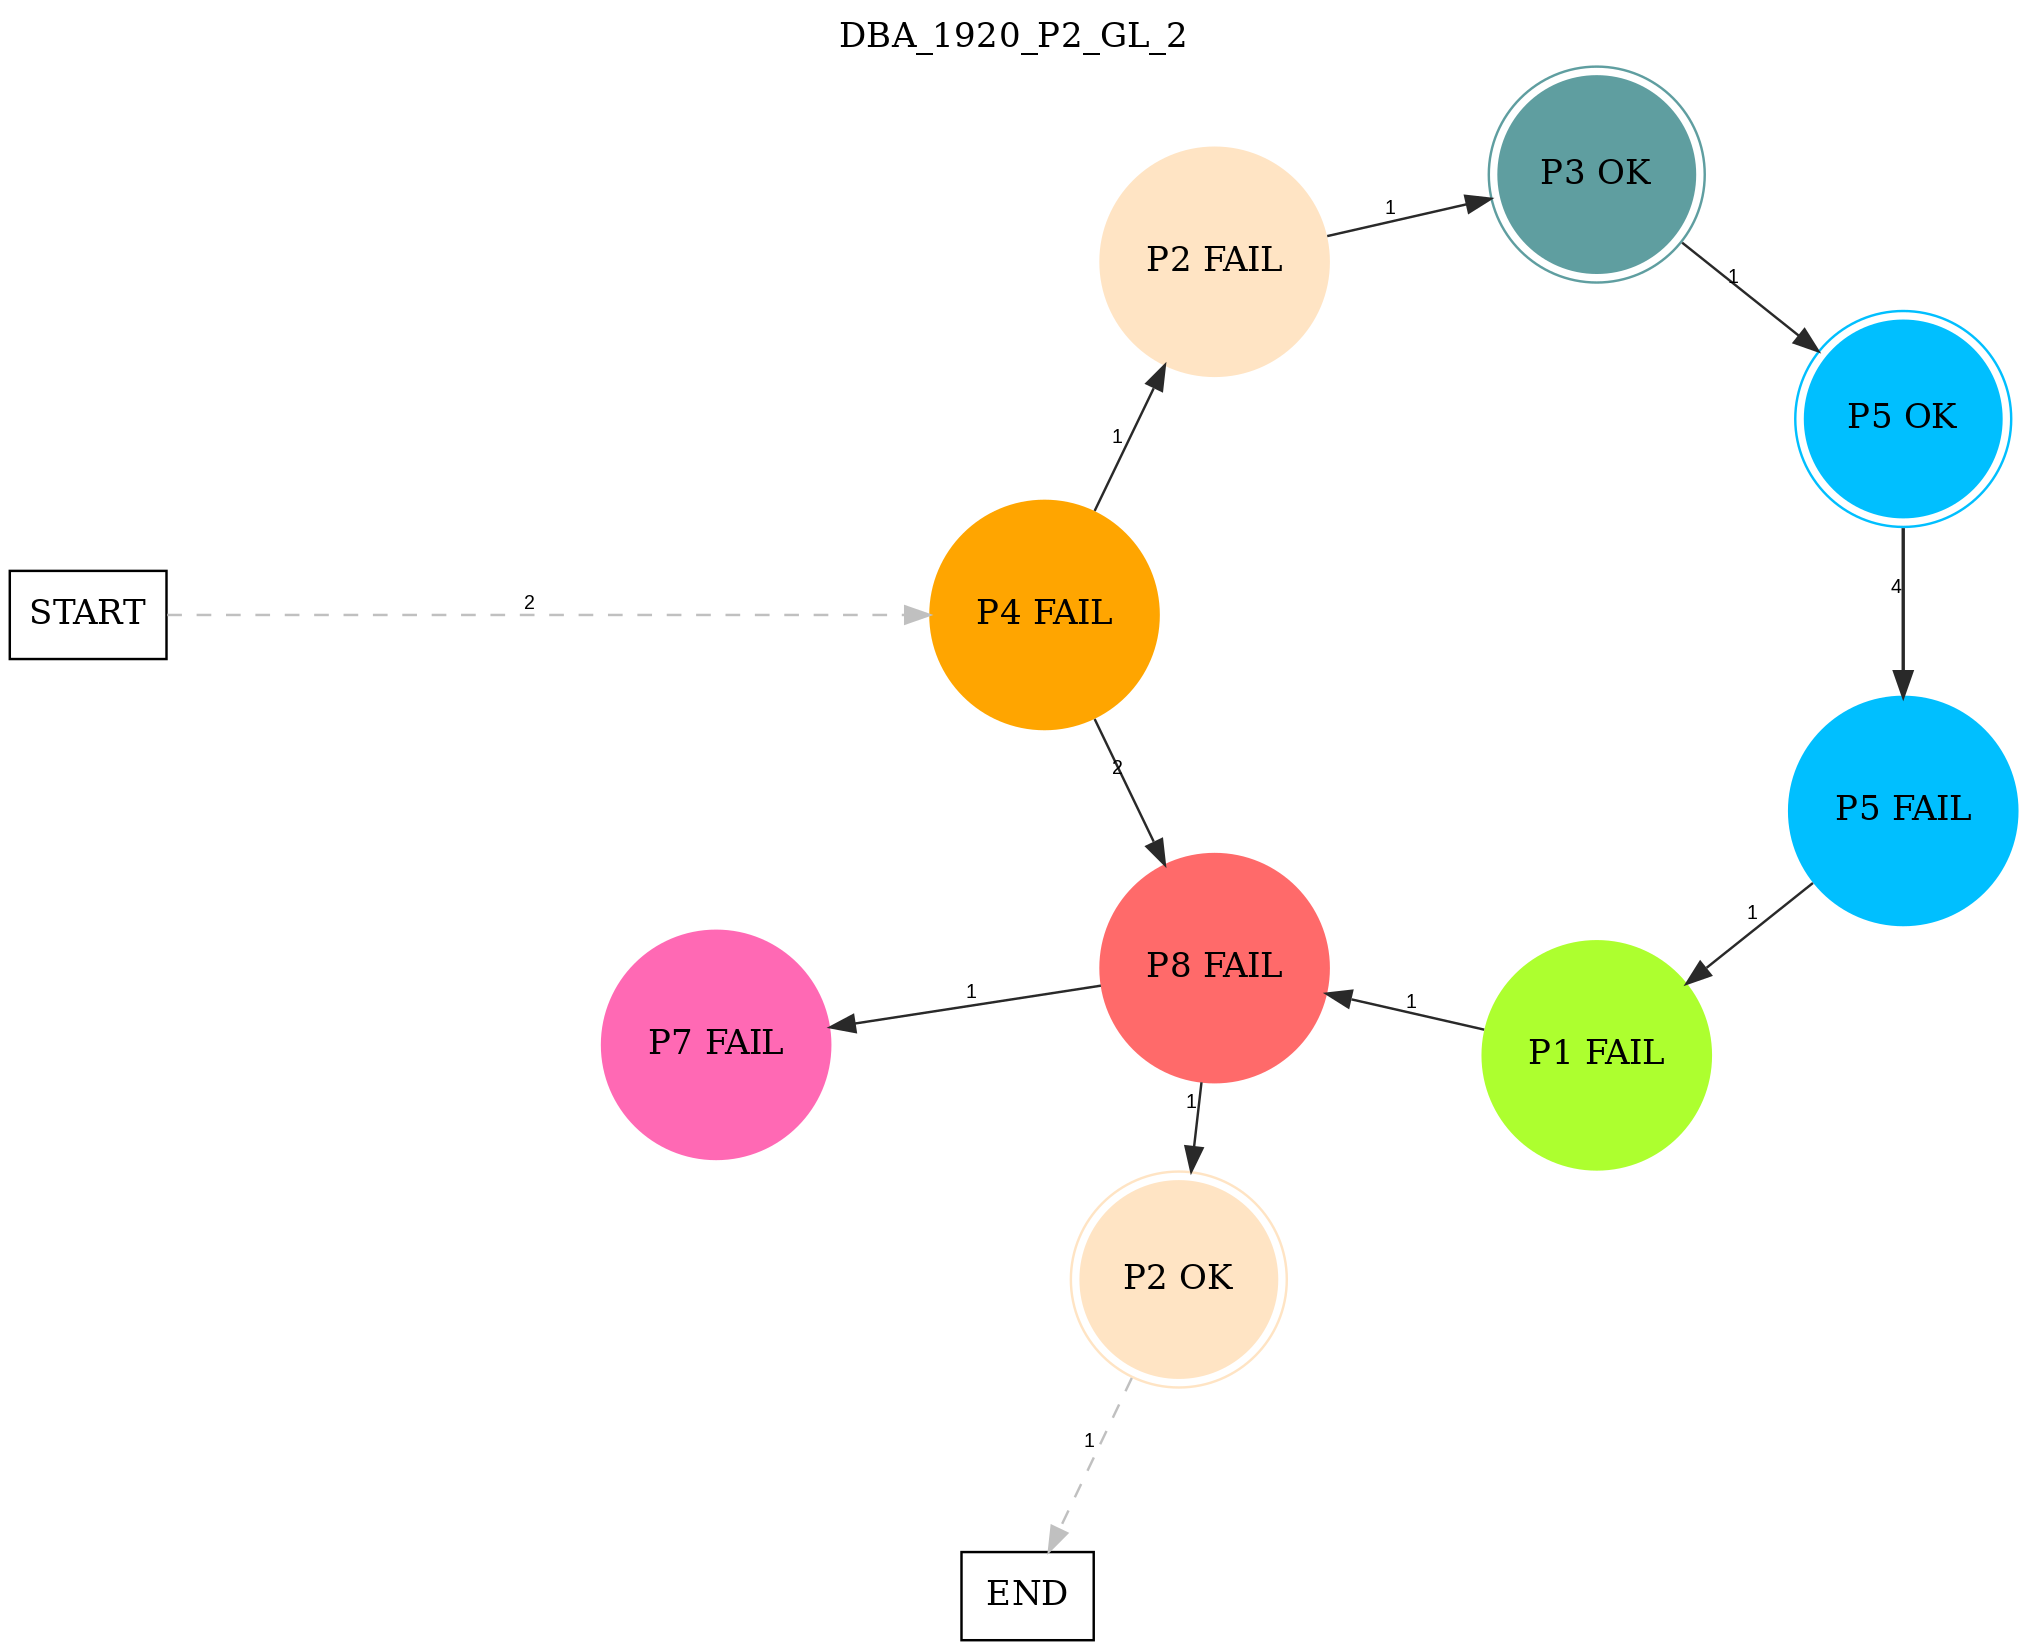 DBA_1920_P2_GL_2
P3 OK
1
P2 FAIL
1
P5 OK
1
4
START
2
P4 FAIL
2
P5 FAIL
1
P8 FAIL
1
1
P7 FAIL
P1 FAIL
1
P2 OK
1
END